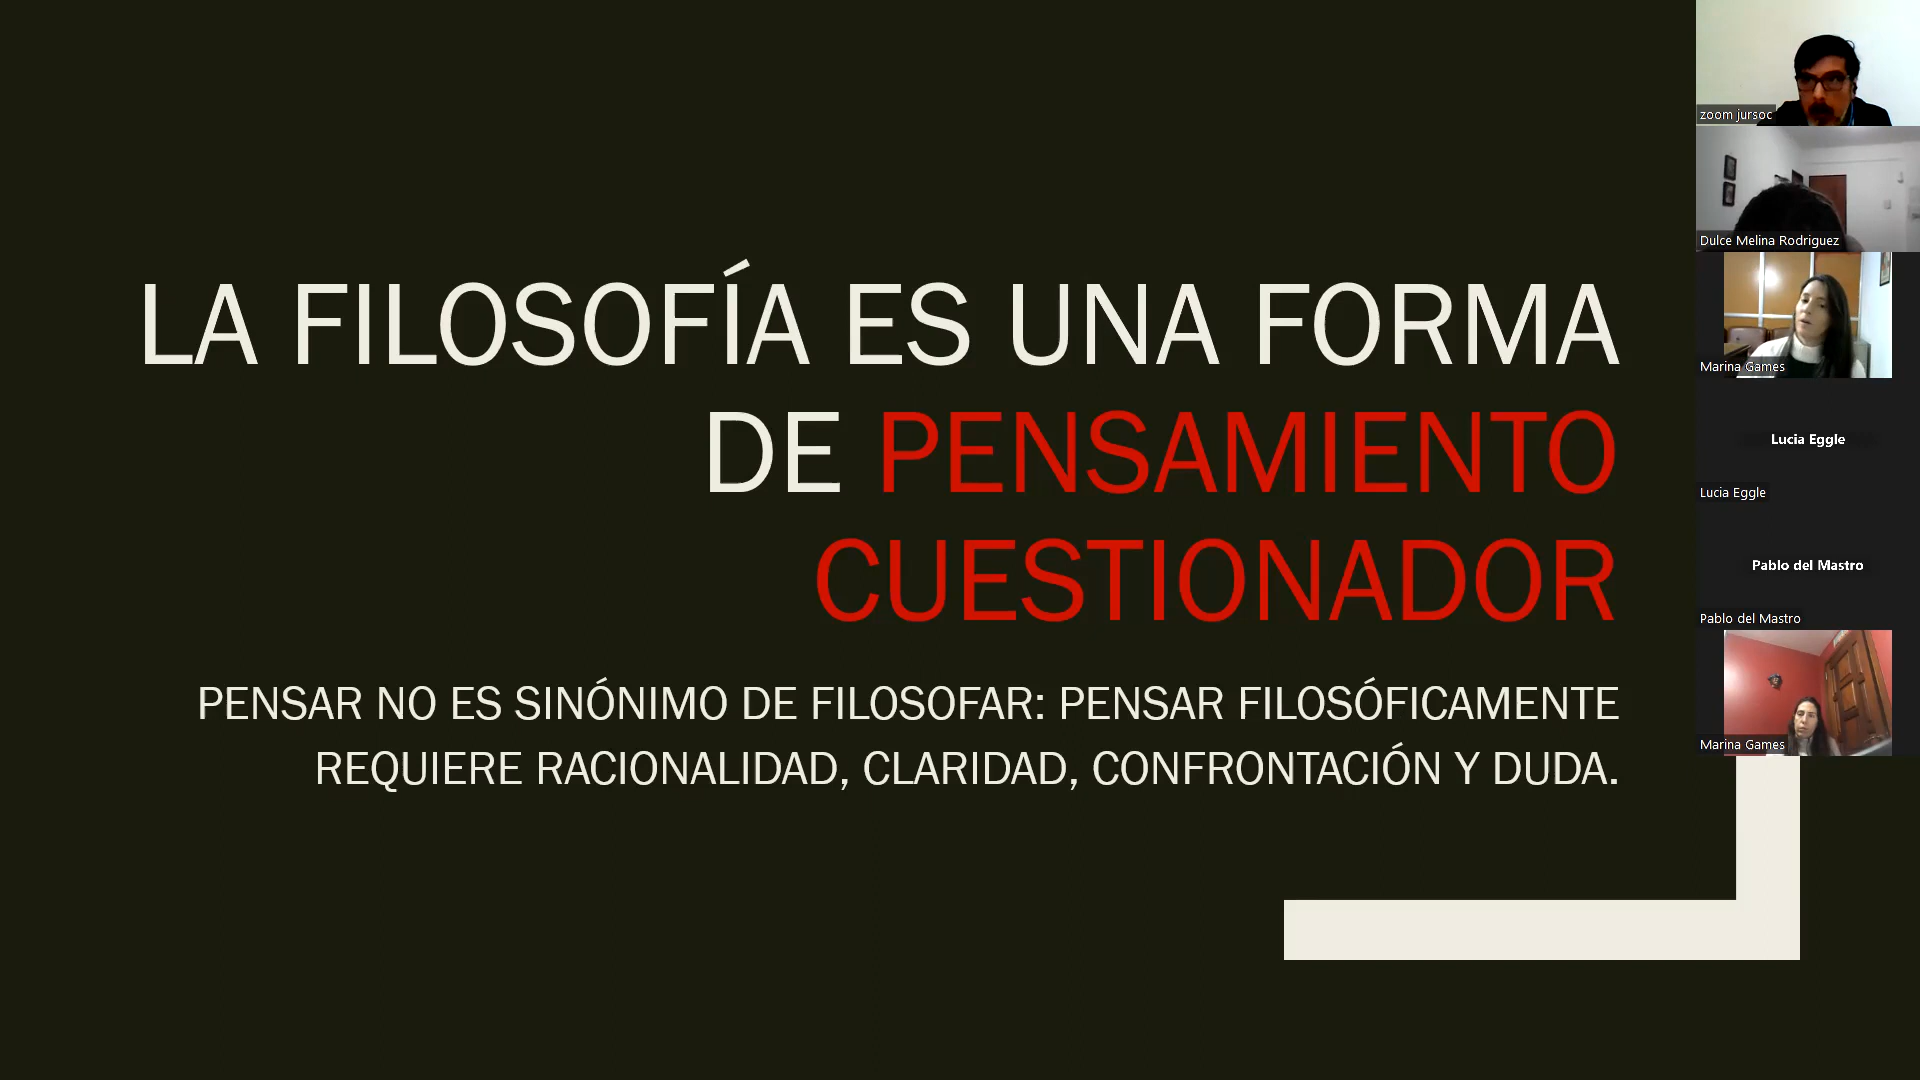 LA FILOSOFÍA ES UNA FORMA
DE PENSAMIENTO
CUESTIONADOR
PENSAR NO ES SINÓNIMO DE FILOSOFAR: PENSAR FILOSÓFICAMENTE
REQUIERE RACIONALIDAD, CLARIDAD, CONFRONTACIÓN Y DUDA.
zoom jursoc
Dulce Melina Rodriguez
Marina Games
Lucia Eggle
Lucia Eggle
Pablo del Mastro
Pablo del Mastro
Marina Games